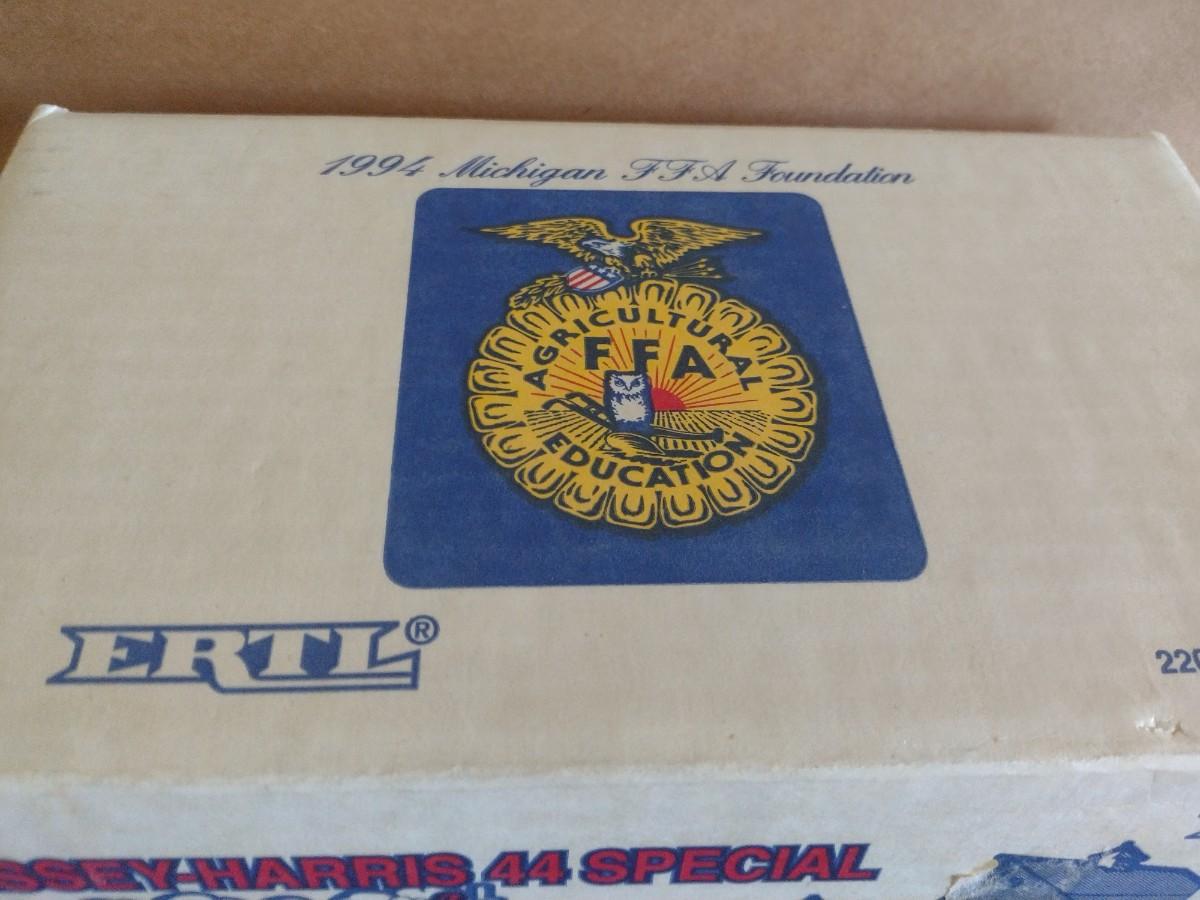 1994 Michigan FFA Foundation
AGRICULTURAL
FFA
EDUCATION
ERTL®
SSEY-HARRIS 44 SPECIAL